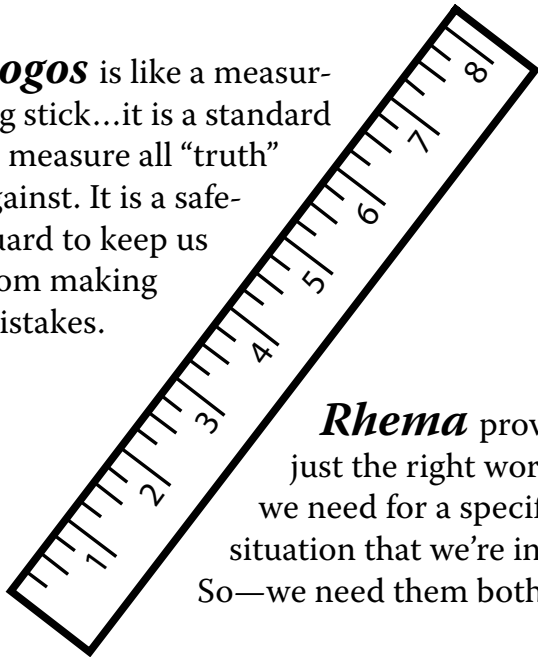 ogos is like a measur-
g stick…it is a standard
measure all “truth”
gainst. It is a safe-
uard to keep us
om making
istakes.
8
7
6
5
4
3
2
1
Rhema prov
just the right wor
we need for a specif
situation that we’re in
So—we need them both